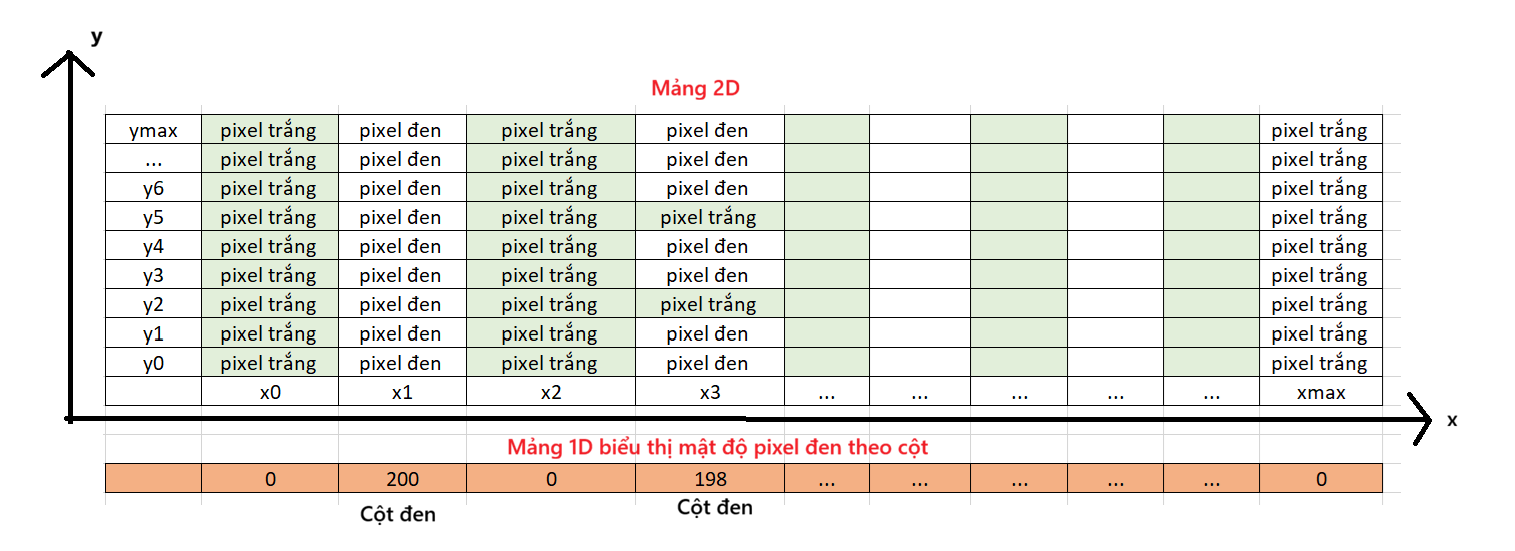 y
Mảng 2D
ymax pixel trắng pixel đen pixel trắng pixel đen pixel trắng
... pixel trắng pixel đen pixel trắng pixel đen pixel trắng
y6 pixel trắng pixel đen pixel trắng pixel đen pixel trắng
y5 pixel trắng pixel đen pixel trắng pixel trắng pixel trắng
y4 pixel trắng pixel đen pixel trắng pixel đen pixel trắng
y3 pixel trắng pixel đen pixel trắng pixel đen pixel trắng
y2 pixel trắng pixel đen pixel trắng pixel trắng pixel trắng
y1 pixel trắng pixel đen pixel trắng pixel đen pixel trắng
y0 pixel trắng pixel đen pixel trắng pixel đen pixel trắng
x0 x1 x2 x3 ... ... ... ... ... xmax
x
Mảng 1D biểu thị mật độ pixel đen theo cột
0 200 0 198 ... ... ... ... ... 0
Cột đen Cột đen